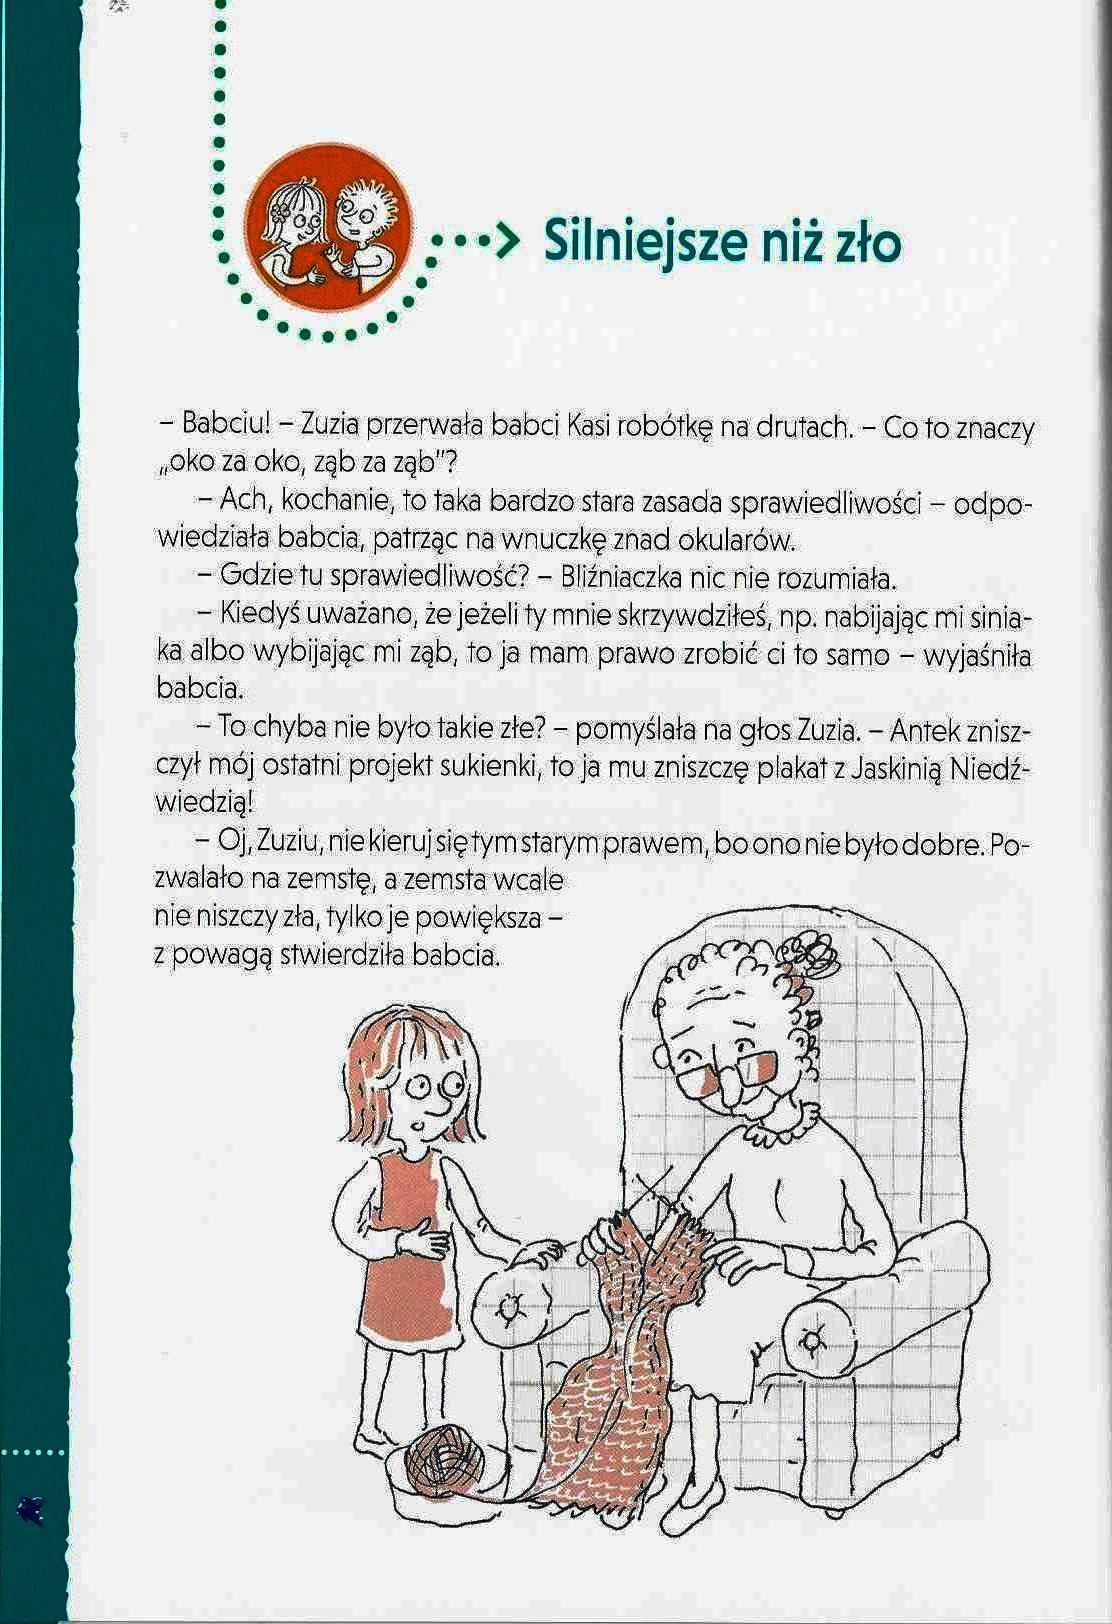 Silniejsze niż zło
– Babciu! – Zuzia przerwała babci Kasi robótkę na drutach. – Co to znaczy
„oko za oko, ząb za ząb"?
– Ach, kochanie, to taka bardzo stara zasada sprawiedliwości – odpo-
wiedziała babcia, patrząc na wnuczkę znad okularów.
– Gdzie tu sprawiedliwość? – Bliźniaczka nic nie rozumiała.
– Kiedyś uważano, że jeżeli ty mnie skrzywdziłeś, np. nabijając mi sinia-
ka albo wybijając mi ząb, to ja mam prawo zrobić ci to samo – wyjaśniła
babcia.
– To chyba nie było takie złe? – pomyślała na głos Zuzia. – Antek znisz-
czył mój ostatni projekt sukienki, to ja mu zniszczę plakat z Jaskinią Niedź-
wiedzią!
– Oj, Zuziu, nie kieruj się tym starym prawem, bo ono nie było dobre. Po-
zwalało na zemstę, a zemsta wcale
nie niszczy zła, tylko je powiększa –
z powagą stwierdziła babcia.